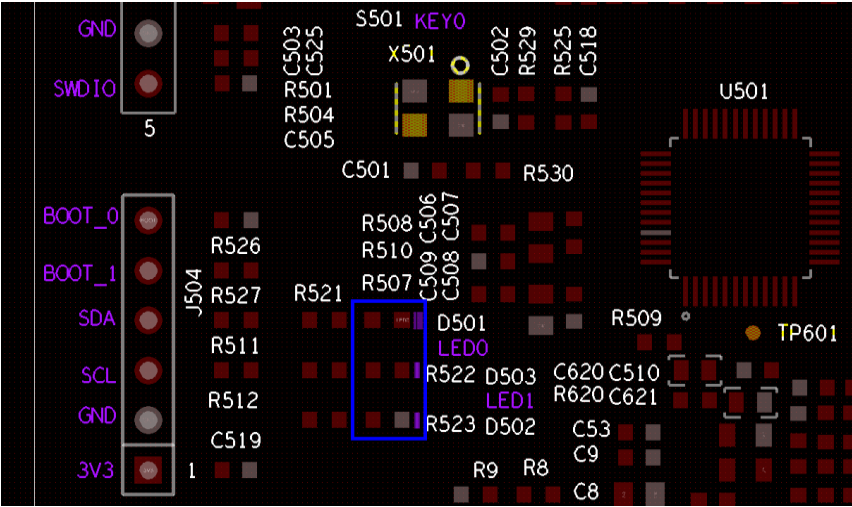 GND
SWDIO
5
C503
C525
R501
R504
C505
S501 KEY0
X501
C502
R529
R525
C518
U501
C501
R530
BOOT_0
BOOT_1
SDA
SCL
GND
3V3
J504
1
R526
R527
R511
R512
C519
R521
R508
R510
R507
C506
C507
C509
C508
D501
LED0
R522
D503
LED1
R523
D502
R509
TP601
C620
C510
R620
C621
C53
C9
R9
R8
C8